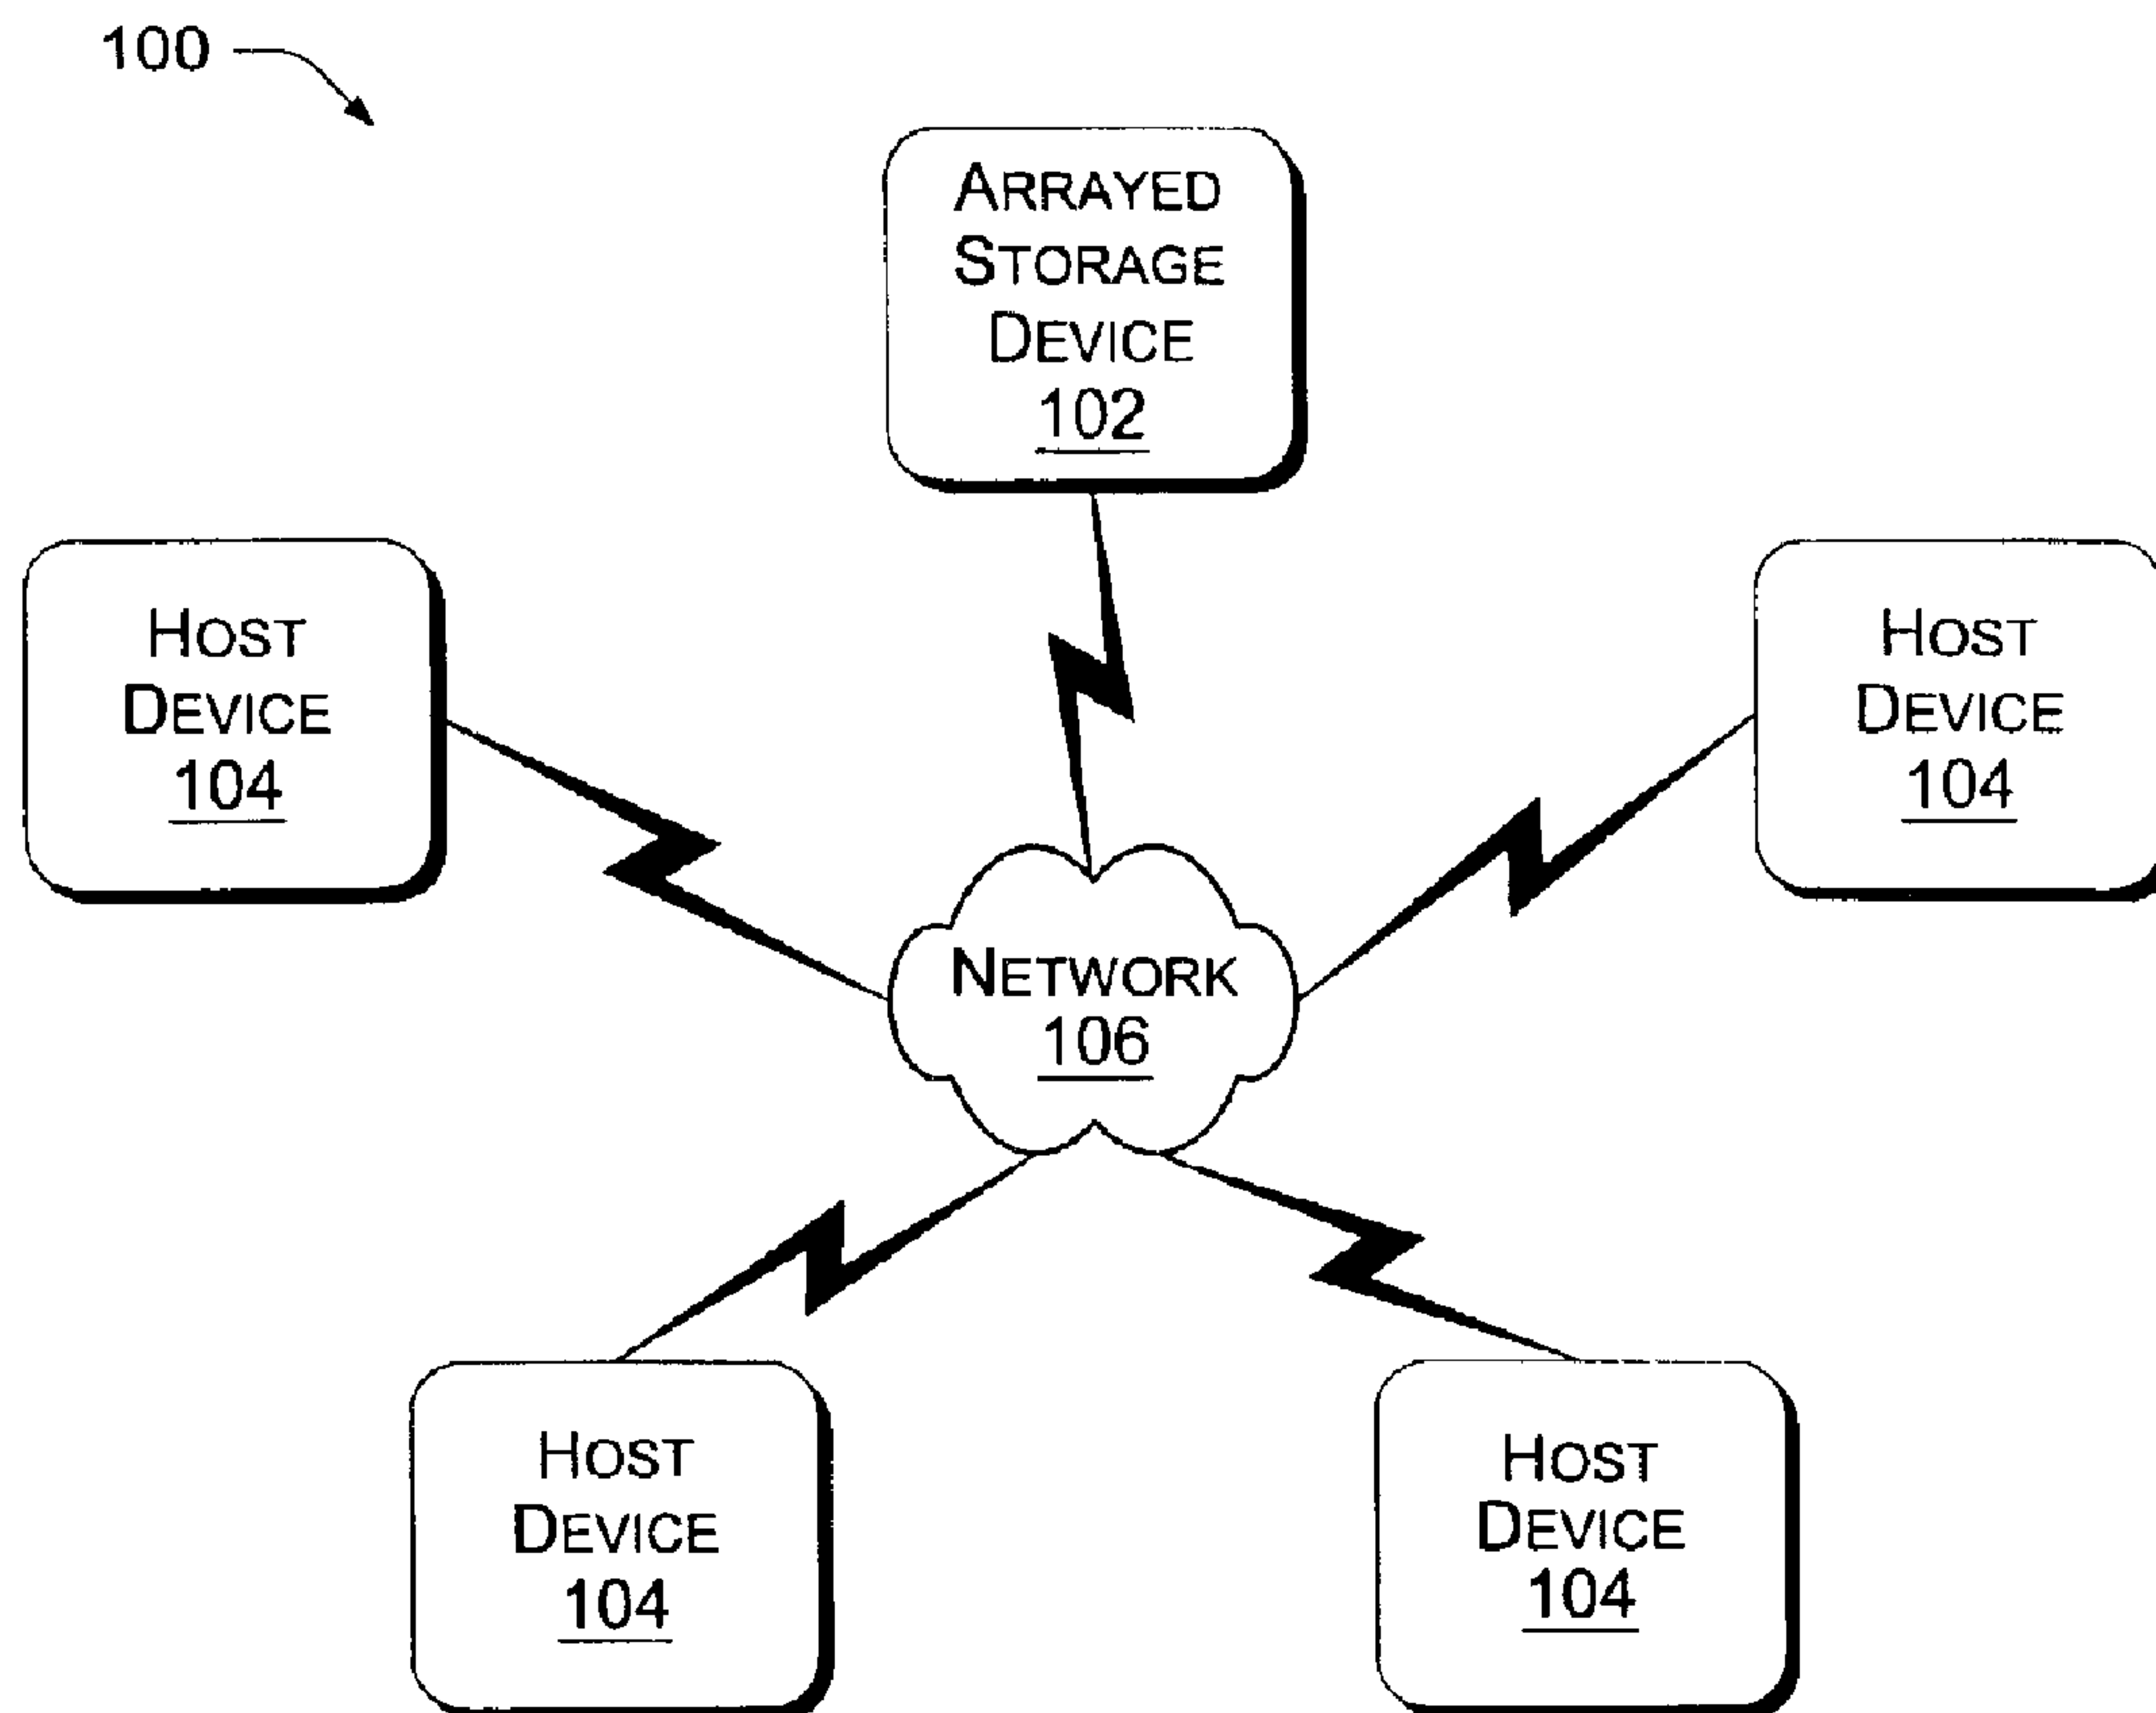 100
ARRAYED
STORAGE
DEVICE
102
HOST
DEVICE
104
HOST
DEVICE
104
NETWORK
106
HOST
DEVICE
104
HOST
DEVICE
104